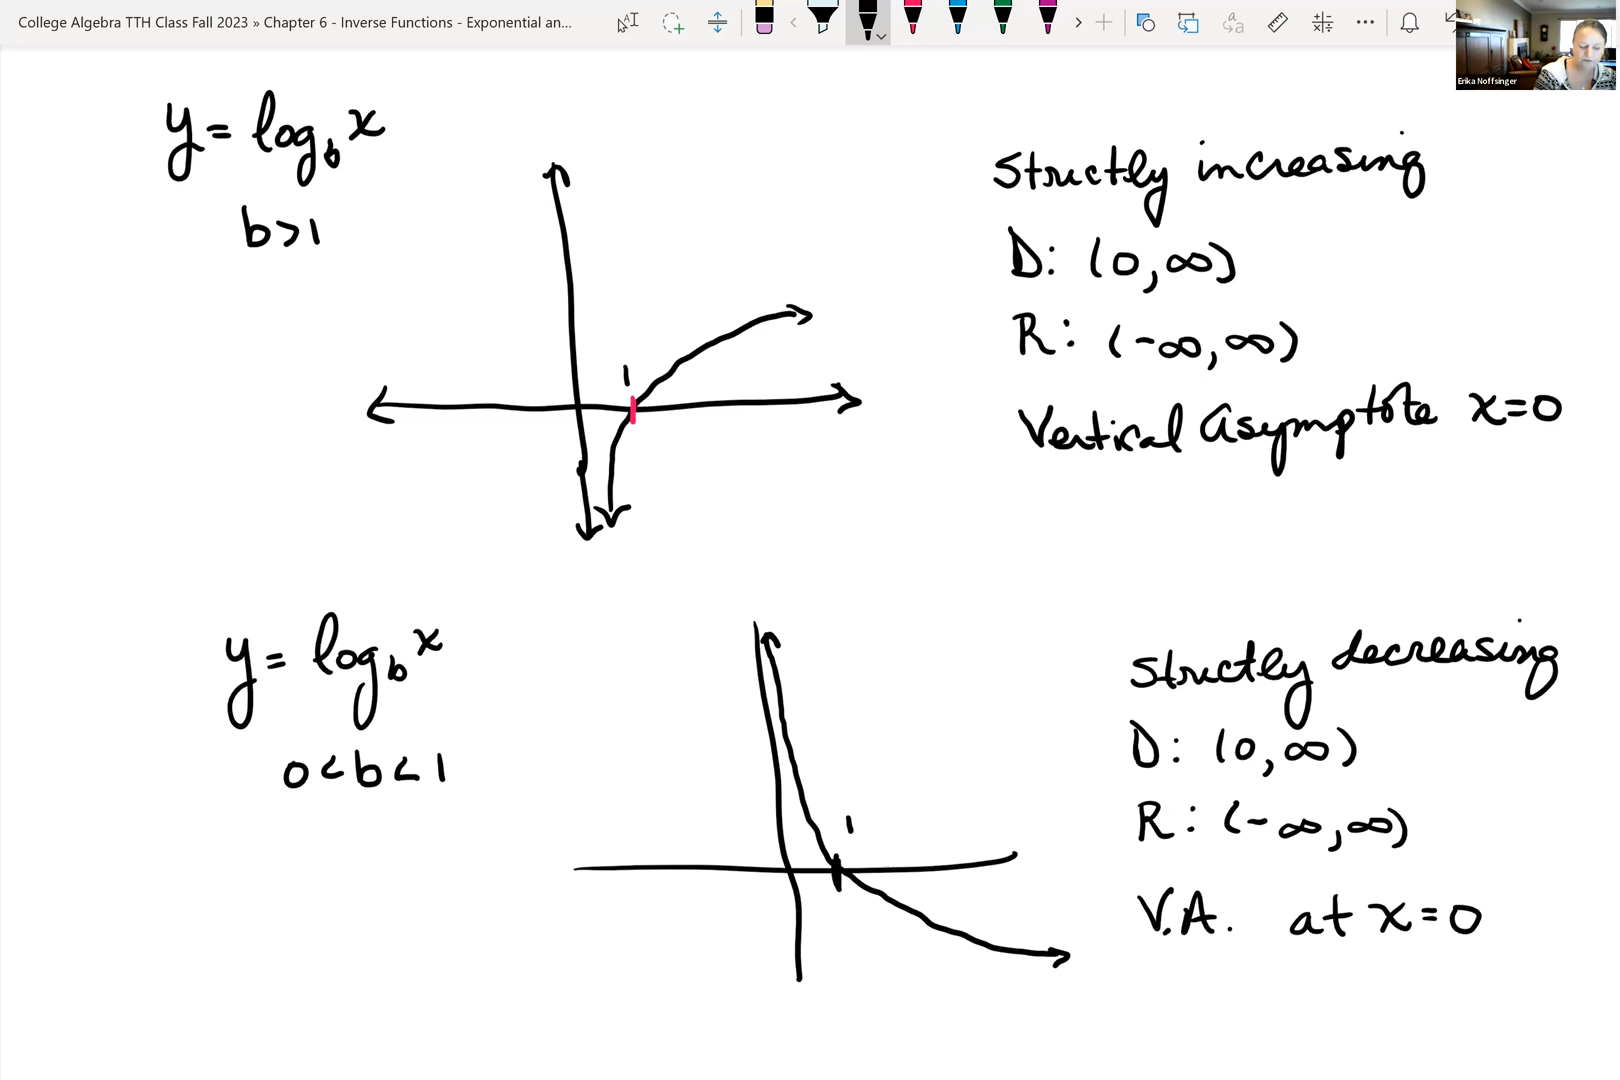 College Algebra TTH Class Fall 2023 » Chapter 6 - Inverse Functions - Exponential an...
Erika Noffsinger
y = log_b x
b > 1
1
Strictly increasing
D: (0, ∞)
R: (-∞, ∞)
Vertical Asymptote x = 0
y = log_b x
0 < b < 1
1
Strictly decreasing
D: (0, ∞)
R: (-∞, ∞)
V.A. at x = 0